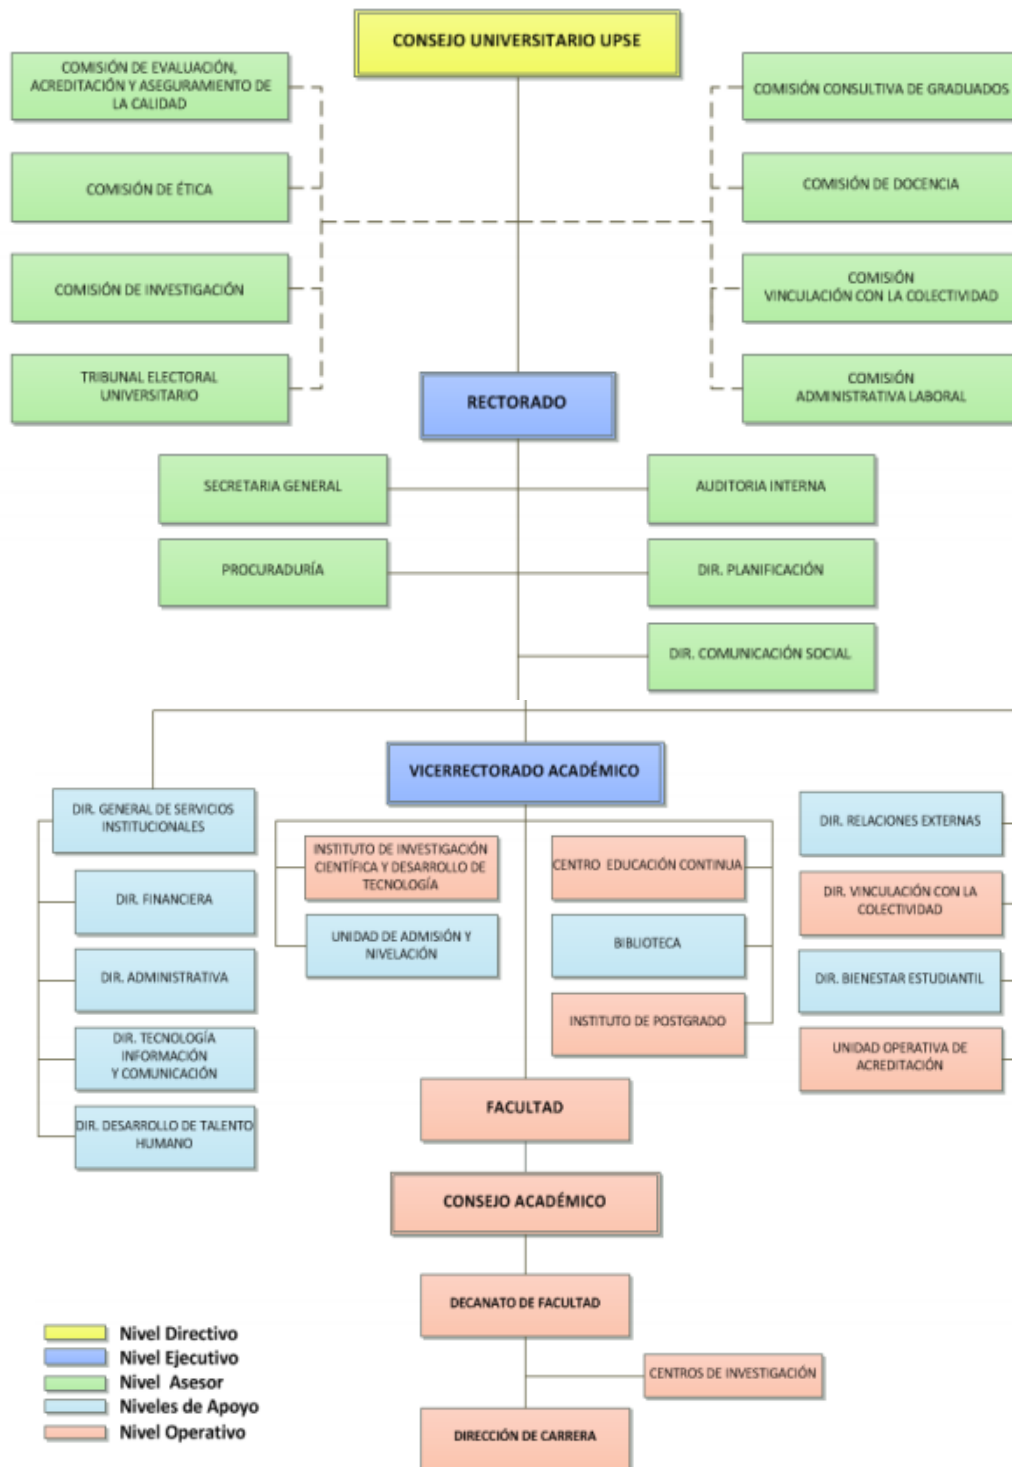 CONSEJO UNIVERSITARIO UPSE
COMISIÓN DE EVALUACIÓN,
ACREDITACIÓN Y ASEGURAMIENTO DE
LA CALIDAD
COMISIÓN CONSULTIVA DE GRADUADOS
COMISIÓN DE ÉTICA
COMISIÓN DE DOCENCIA
COMISIÓN DE INVESTIGACIÓN
COMISIÓN
VINCULACIÓN CON LA COLECTIVIDAD
TRIBUNAL ELECTORAL
UNIVERSITARIO
COMISIÓN
ADMINISTRATIVA LABORAL
RECTORADO
SECRETARIA GENERAL
AUDITORIA INTERNA
PROCURADURÍA
DIR. PLANIFICACIÓN
DIR. COMUNICACIÓN SOCIAL
VICERRECTORADO ACADÉMICO
DIR. GENERAL DE SERVICIOS
INSTITUCIONALES
DIR. FINANCIERA
DIR. ADMINISTRATIVA
DIR. TECNOLOGÍA
INFORMACIÓN
Y COMUNICACIÓN
DIR. DESARROLLO DE TALENTO
HUMANO
INSTITUTO DE INVESTIGACIÓN
CIENTÍFICA Y DESARROLLO DE
TECNOLOGÍA
UNIDAD DE ADMISIÓN Y
NIVELACIÓN
CENTRO EDUCACIÓN CONTINUA
BIBLIOTECA
INSTITUTO DE POSTGRADO
DIR. RELACIONES EXTERNAS
DIR. VINCULACIÓN CON LA
COLECTIVIDAD
DIR. BIENESTAR ESTUDIANTIL
UNIDAD OPERATIVA DE
ACREDITACIÓN
FACULTAD
CONSEJO ACADÉMICO
DECANATO DE FACULTAD
CENTROS DE INVESTIGACIÓN
DIRECCIÓN DE CARRERA
Nivel Directivo
Nivel Ejecutivo
Nivel Asesor
Niveles de Apoyo
Nivel Operativo